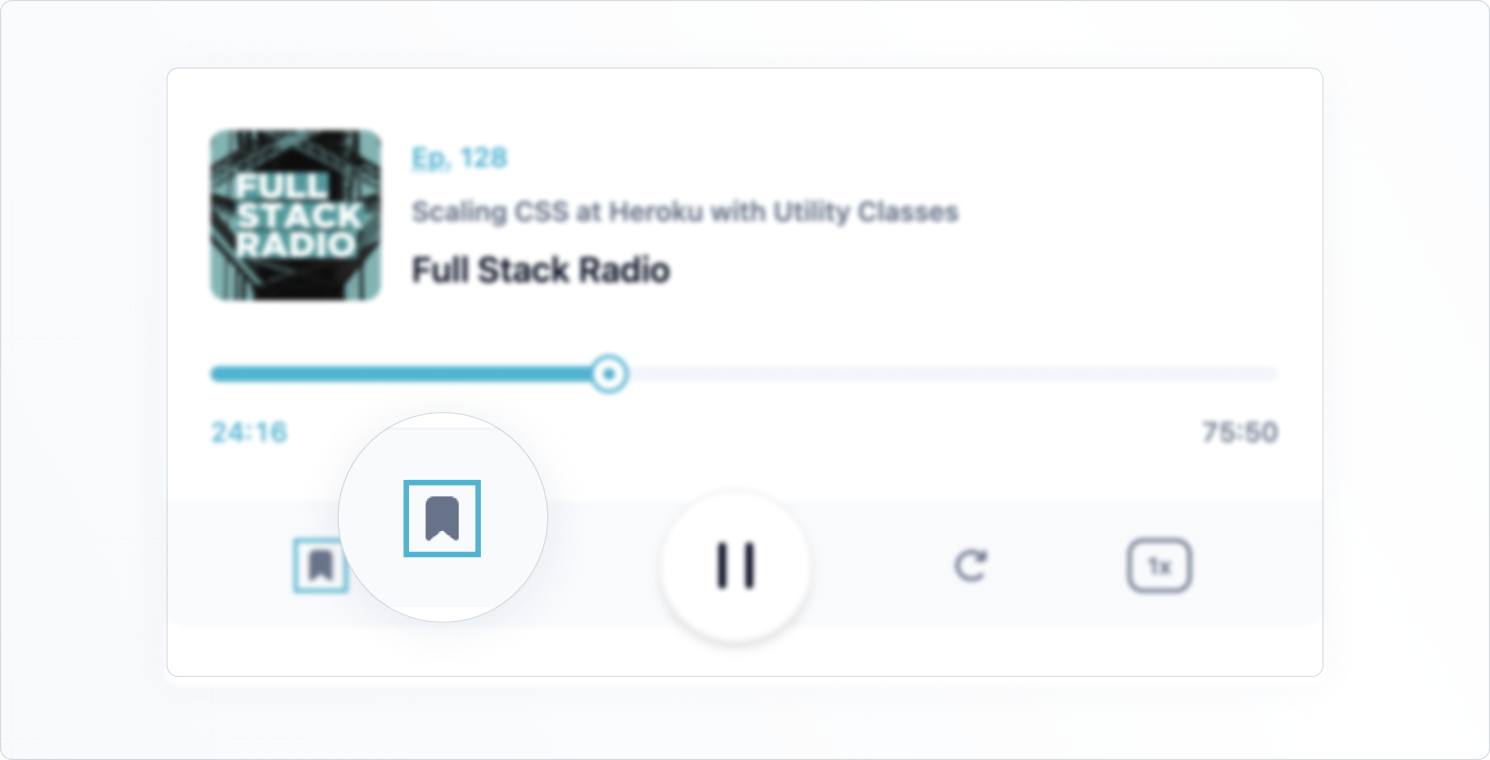 FULL
STACK
RADIO
Ep. 128
Scaling CSS at Heroku with Utility Classes
Full Stack Radio
24:16
75:50
1x